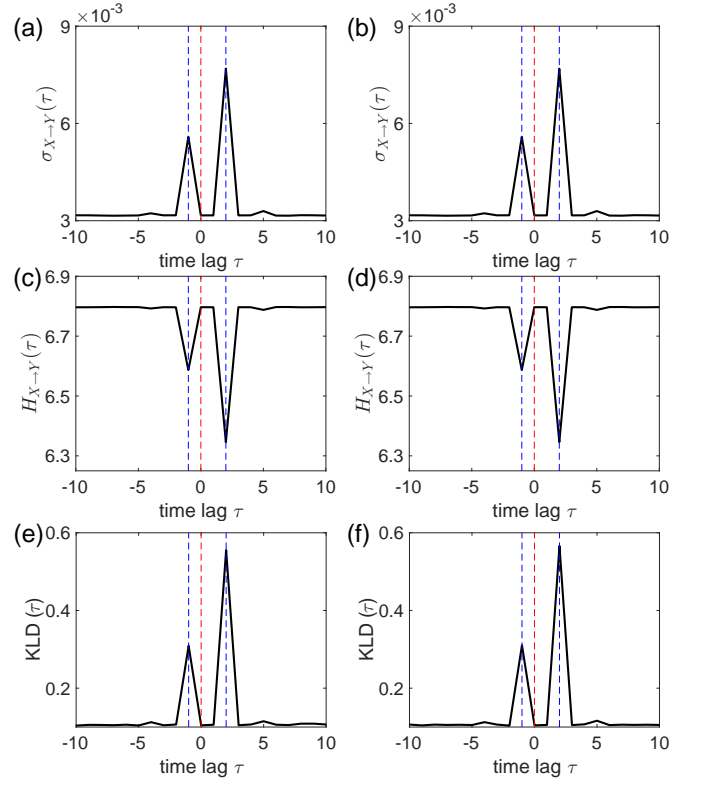 (a)
×10⁻³
9
6
3
σ_{X→Y}(τ)
-10 -5 0 5 10
time lag τ
(b)
×10⁻³
9
6
3
σ_{X→Y}(τ)
-10 -5 0 5 10
time lag τ
(c)
6.9
6.7
6.5
6.3
H_{X→Y}(τ)
-10 -5 0 5 10
time lag τ
(d)
6.9
6.7
6.5
6.3
H_{X→Y}(τ)
-10 -5 0 5 10
time lag τ
(e)
0.6
0.4
0.2
KLD (τ)
-10 -5 0 5 10
time lag τ
(f)
0.6
0.4
0.2
KLD (τ)
-10 -5 0 5 10
time lag τ